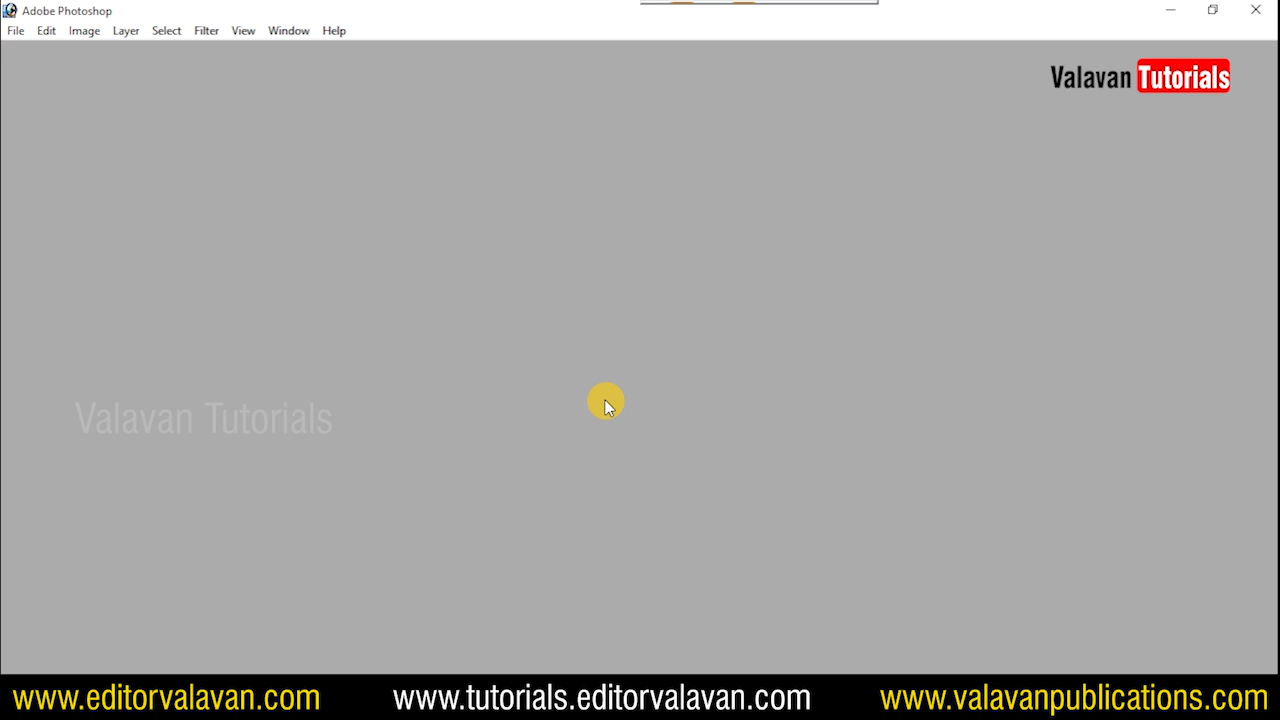 Adobe Photoshop
File Edit Image Layer Select Filter View Window Help
Valavan Tutorials
Valavan Tutorials
www.editorvalavan.com www.tutorials.editorvalavan.com www.valavanpublications.com